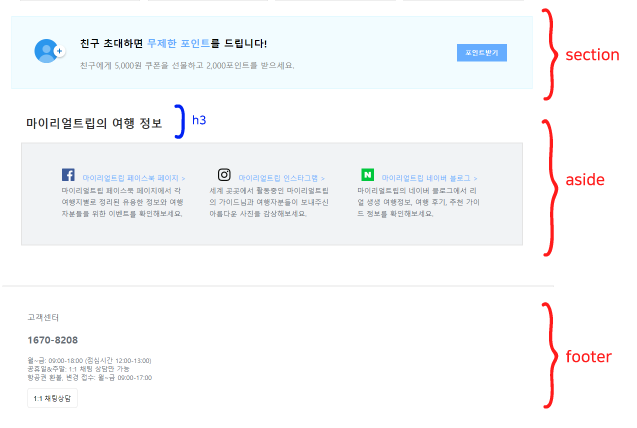 친구 초대하면 무제한 포인트를 드립니다!
친구에게 5,000원 쿠폰을 선물하고 2,000포인트를 받으세요.
포인트받기
section
마이리얼트립의 여행 정보
h3
마이리얼트립 페이스북 페이지 »
마이리얼트립 페이스북 페이지에서 각
여행지별로 정리된 유용한 정보와 여행
자분들을 위한 이벤트를 확인해보세요.
마이리얼트립 인스타그램 »
세계 곳곳에서 활동중인 마이리얼트립
의 가이드님과 여행자분들이 보내주신
아름다운 사진을 감상해보세요.
마이리얼트립 네이버 블로그 »
마이리얼트립의 네이버 블로그에서 리
얼 생생 여행정보, 여행 후기, 추천 가이
드 정보를 확인해보세요.
aside
고객센터
1670-8208
월~금: 09:00-18:00 (점심시간 12:00-13:00)
공휴일&주말: 1:1 채팅 상담만 가능
항공권 환불, 변경 접수: 월~금 09:00-17:00
1:1 채팅상담
footer